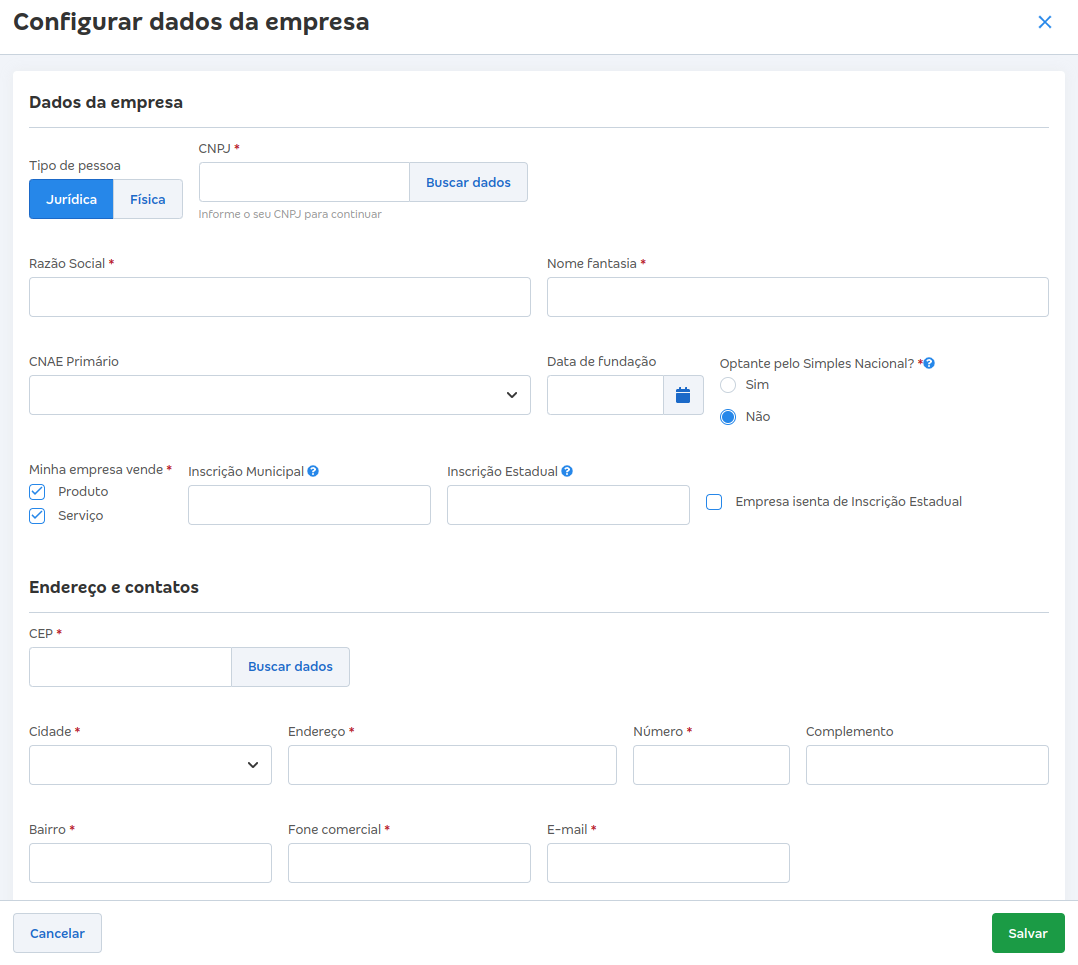 Configurar dados da empresa
Dados da empresa
Tipo de pessoa
Jurídica Física
CNPJ *
Buscar dados
Informe o seu CNPJ para continuar
Razão Social * Nome fantasia *
CNAE Primário Data de fundação Optante pelo Simples Nacional? *
Sim
Não
Minha empresa vende * Inscrição Municipal Inscrição Estadual
Produto
Serviço
Empresa isenta de Inscrição Estadual
Endereço e contatos
CEP *
Buscar dados
Cidade * Endereço * Número * Complemento
Bairro * Fone comercial * E-mail *
Cancelar Salvar